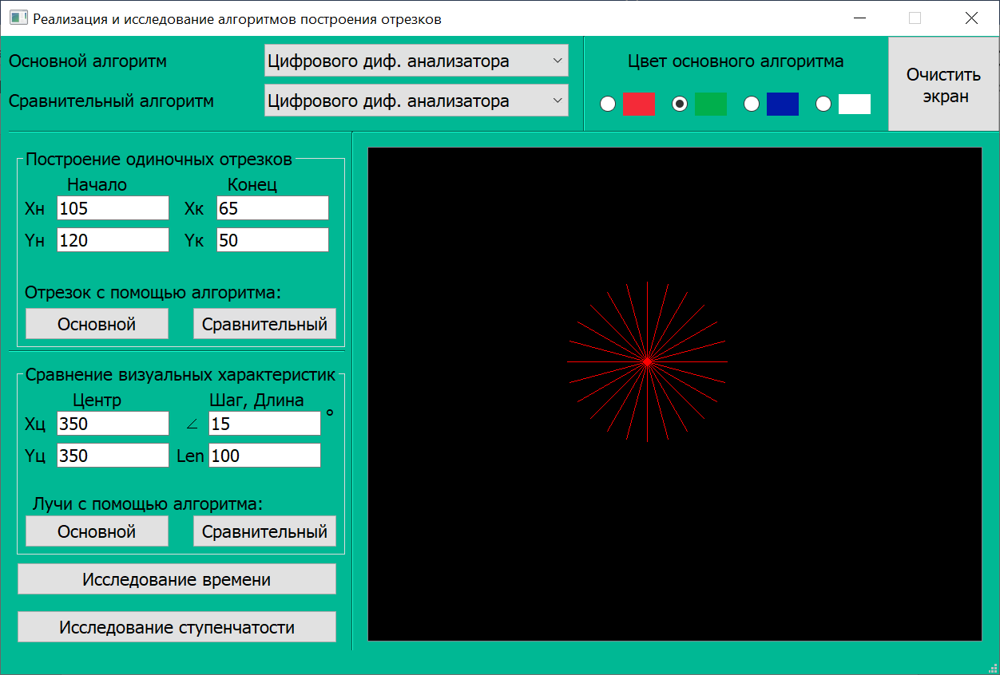 Реализация и исследование алгоритмов построения отрезков
Основной алгоритм
Цифрового диф. анализатора
Сравнительный алгоритм
Цифрового диф. анализатора
Цвет основного алгоритма
Очистить
экран
Построение одиночных отрезков
Начало Конец
Xн 105 Xк 65
Yн 120 Yк 50
Отрезок с помощью алгоритма:
Основной Сравнительный
Сравнение визуальных характеристик
Центр Шаг, Длина
Xц 350 ∠ 15 °
Yц 350 Len 100
Лучи с помощью алгоритма:
Основной Сравнительный
Исследование времени
Исследование ступенчатости